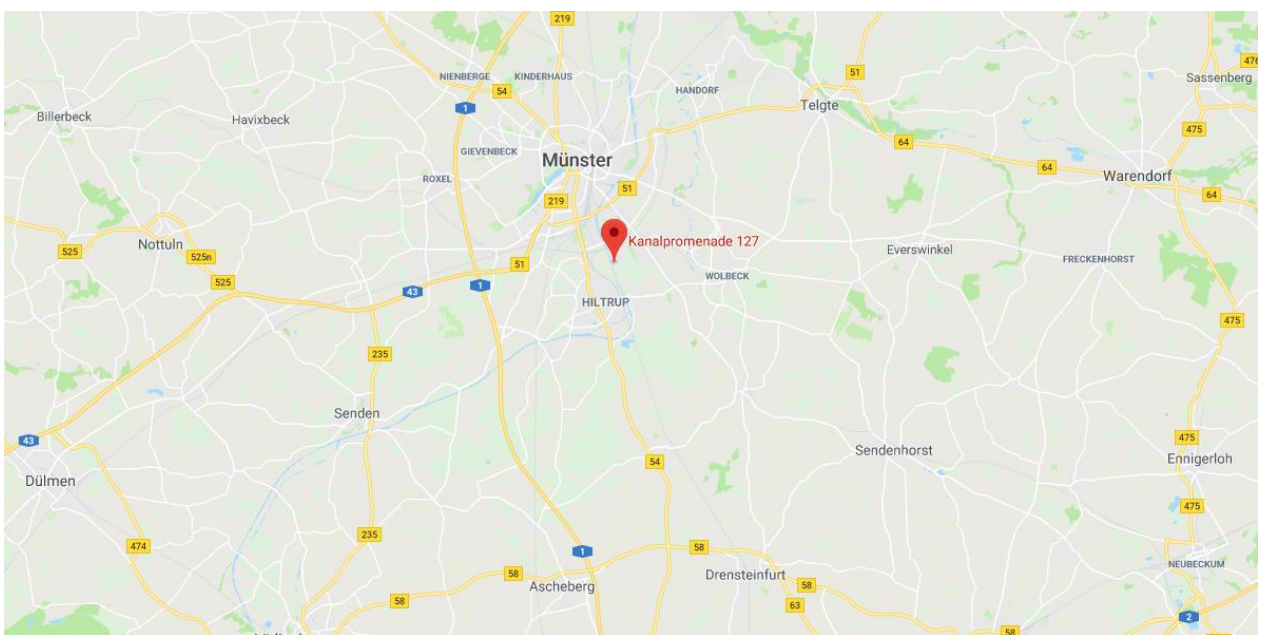 219
476
Sassenberg
NIENBERGE
KINDERHAUS
51
54
HANDORF
1
Telgte
Billerbeck
Havixbeck
475
64
GIEVENBECK
Münster
64
Warendorf
ROXEL
51
64
219
Kanalpromenade 127
Nottuln
525
525n
Everswinkel
FRECKENHORST
51
WOLBECK
525
43
1
HILTRUP
475
235
Senden
43
475
Sendenhorst
Ennigerloh
54
Dülmen
475
235
474
1
58
NEUBECKUM
58
Drensteinfurt
Ascheberg
58
58
63
2
58